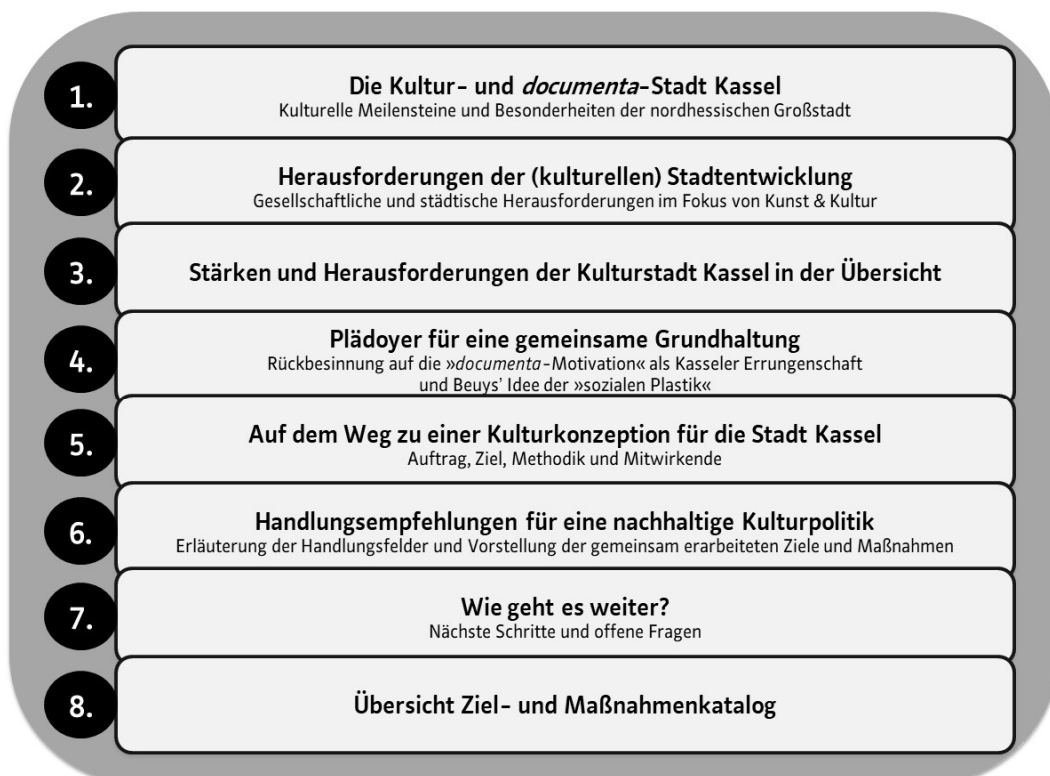 1.
Die Kultur- und documenta-Stadt Kassel
Kulturelle Meilensteine und Besonderheiten der nordhessischen Großstadt
2.
Herausforderungen der (kulturellen) Stadtentwicklung
Gesellschaftliche und städtische Herausforderungen im Fokus von Kunst & Kultur
3.
Stärken und Herausforderungen der Kulturstadt Kassel in der Übersicht
4.
Plädoyer für eine gemeinsame Grundhaltung
Rückbesinnung auf die »documenta-Motivation« als Kasseler Errungenschaft
und Beuys' Idee der »sozialen Plastik«
5.
Auf dem Weg zu einer Kulturkonzeption für die Stadt Kassel
Auftrag, Ziel, Methodik und Mitwirkende
6.
Handlungsempfehlungen für eine nachhaltige Kulturpolitik
Erläuterung der Handlungsfelder und Vorstellung der gemeinsam erarbeiteten Ziele und Maßnahmen
7.
Wie geht es weiter?
Nächste Schritte und offene Fragen
8.
Übersicht Ziel- und Maßnahmenkatalog